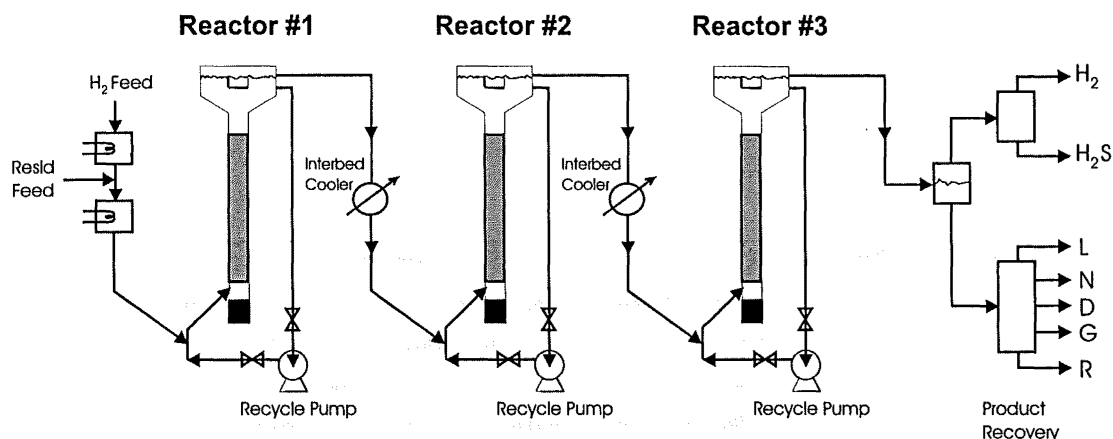 Reactor #1
Reactor #2
Reactor #3
H2 Feed
Resid
Feed
Interbed
Cooler
Interbed
Cooler
Recycle Pump
Recycle Pump
Recycle Pump
H2
H2S
L
N
D
G
R
Product
Recovery